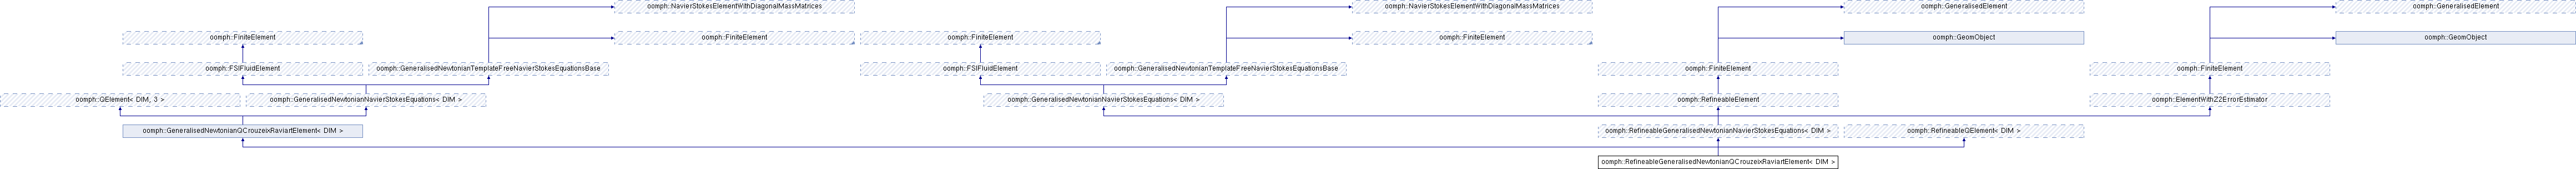 oomph::NavierStokesElementWithDiagonalMassMatrices
oomph::NavierStokesElementWithDiagonalMassMatrices
oomph::GeneralisedElement
oomph::GeneralisedElement
oomph::FiniteElement
oomph::FiniteElement
oomph::FiniteElement
oomph::FiniteElement
oomph::GeomObject
oomph::GeomObject
oomph::FSIFluidElement
oomph::GeneralisedNewtonianTemplateFreeNavierStokesEquationsBase
oomph::FSIFluidElement
oomph::GeneralisedNewtonianTemplateFreeNavierStokesEquationsBase
oomph::FiniteElement
oomph::FiniteElement
oomph::QElement< DIM, 3 >
oomph::GeneralisedNewtonianNavierStokesEquations< DIM >
oomph::GeneralisedNewtonianNavierStokesEquations< DIM >
oomph::RefineableElement
oomph::ElementWithZ2ErrorEstimator
oomph::GeneralisedNewtonianQCrouzeixRaviartElement< DIM >
oomph::RefineableGeneralisedNewtonianNavierStokesEquations< DIM >
oomph::RefineableQElement< DIM >
oomph::RefineableGeneralisedNewtonianQCrouzeixRaviartElement< DIM >